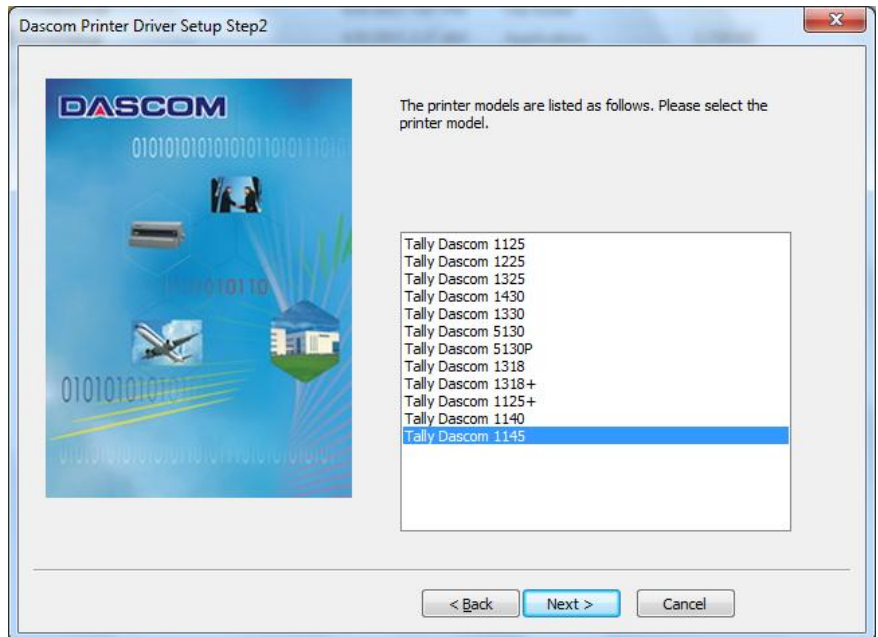 Dascom Printer Driver Setup Step2
DASCOM
The printer models are listed as follows. Please select the
printer model.
Tally Dascom 1125
Tally Dascom 1225
Tally Dascom 1325
Tally Dascom 1430
Tally Dascom 1330
Tally Dascom 5130
Tally Dascom 5130P
Tally Dascom 1318
Tally Dascom 1318+
Tally Dascom 1125+
Tally Dascom 1140
Tally Dascom 1145
< Back
Next >
Cancel